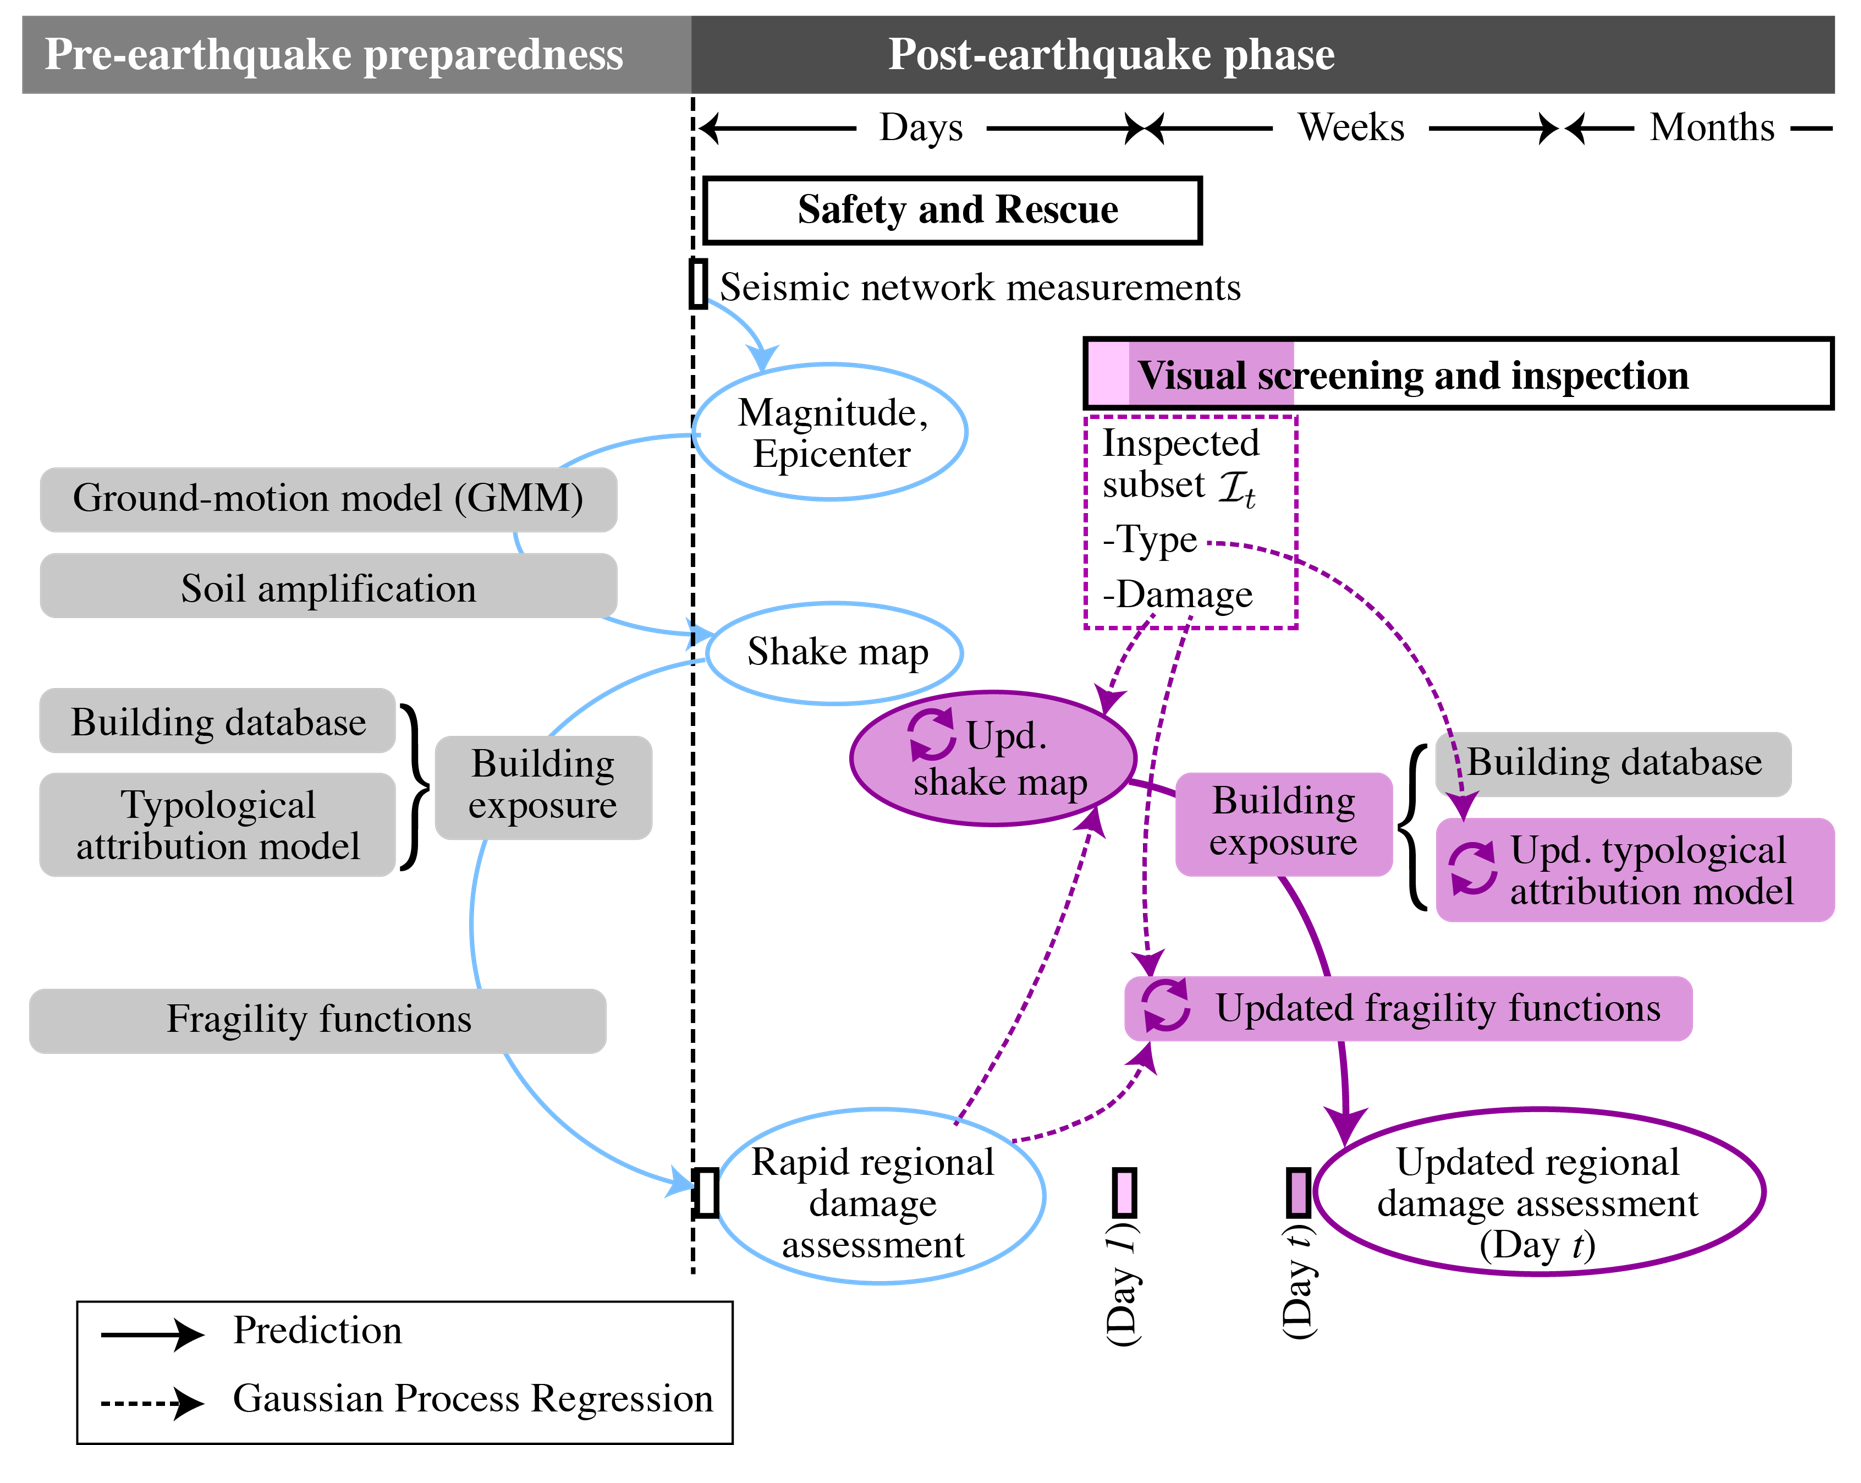 Pre-earthquake preparedness
Post-earthquake phase
Days
Weeks
Months
Safety and Rescue
Seismic network measurements
Visual screening and inspection
Magnitude,
Epicenter
Inspected
subset ℐt
-Type
-Damage
Ground-motion model (GMM)
Soil amplification
Shake map
Building database
Typological
attribution model
Building
exposure
Upd.
shake map
Building
exposure
Building database
Upd. typological
attribution model
Fragility functions
Updated fragility functions
Rapid regional
damage
assessment
(Day 1)
(Day t)
Updated regional
damage assessment
(Day t)
Prediction
Gaussian Process Regression